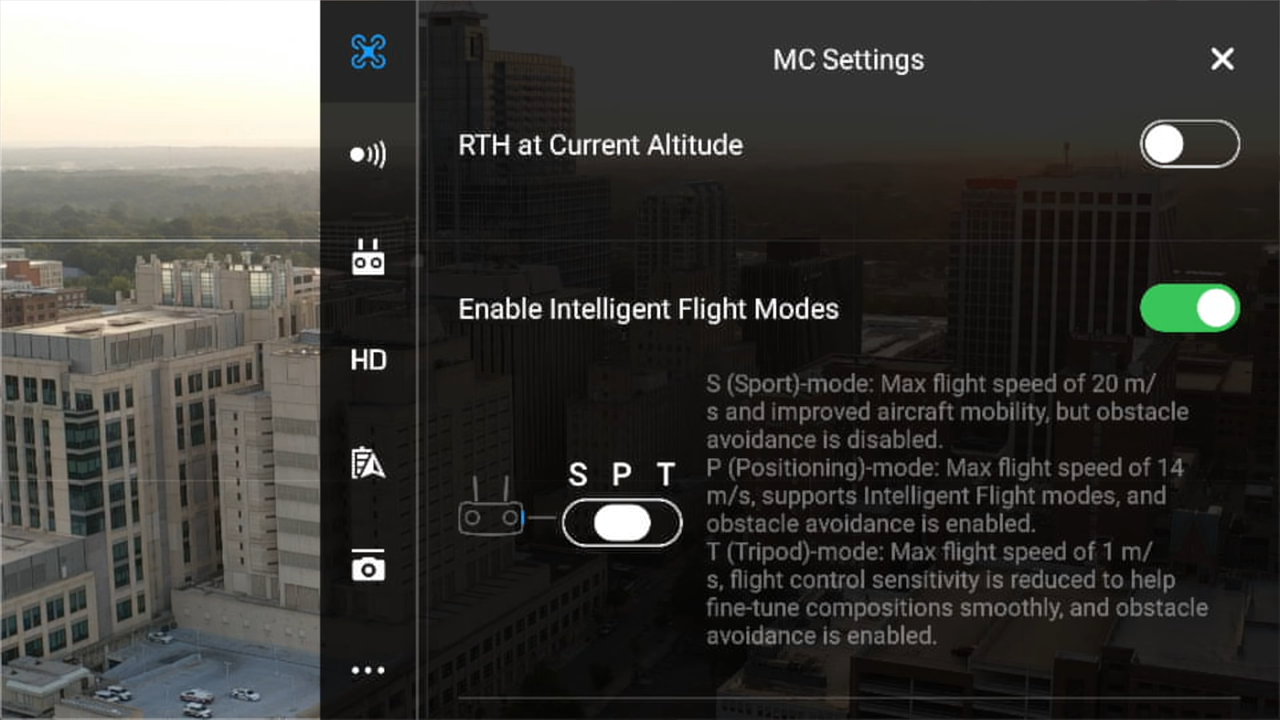 MC Settings
RTH at Current Altitude
Enable Intelligent Flight Modes
HD
S (Sport)-mode: Max flight speed of 20 m/
s and improved aircraft mobility, but obstacle
avoidance is disabled.
P (Positioning)-mode: Max flight speed of 14
m/s, supports Intelligent Flight modes, and
obstacle avoidance is enabled.
T (Tripod)-mode: Max flight speed of 1 m/
s, flight control sensitivity is reduced to help
fine-tune compositions smoothly, and obstacle
avoidance is enabled.
S P T